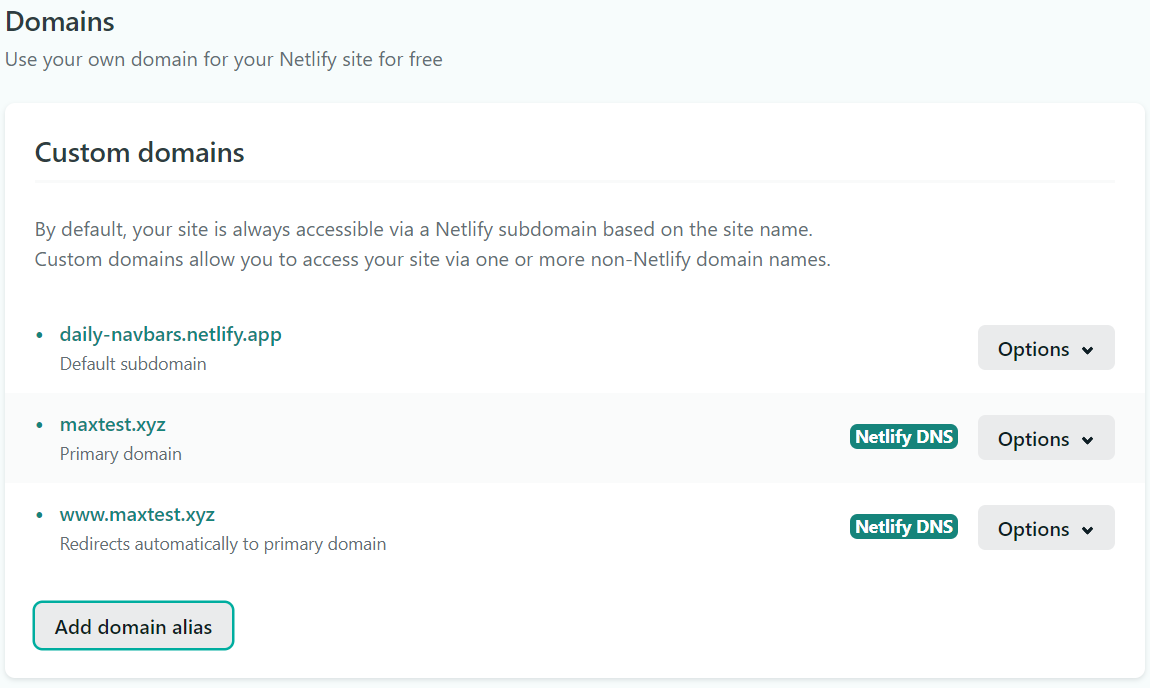 Domains
Use your own domain for your Netlify site for free
Custom domains
By default, your site is always accessible via a Netlify subdomain based on the site name.
Custom domains allow you to access your site via one or more non-Netlify domain names.
• daily-navbars.netlify.app
Default subdomain
Options
• maxtest.xyz
Primary domain
Netlify DNS
Options
• www.maxtest.xyz
Redirects automatically to primary domain
Netlify DNS
Options
Add domain alias